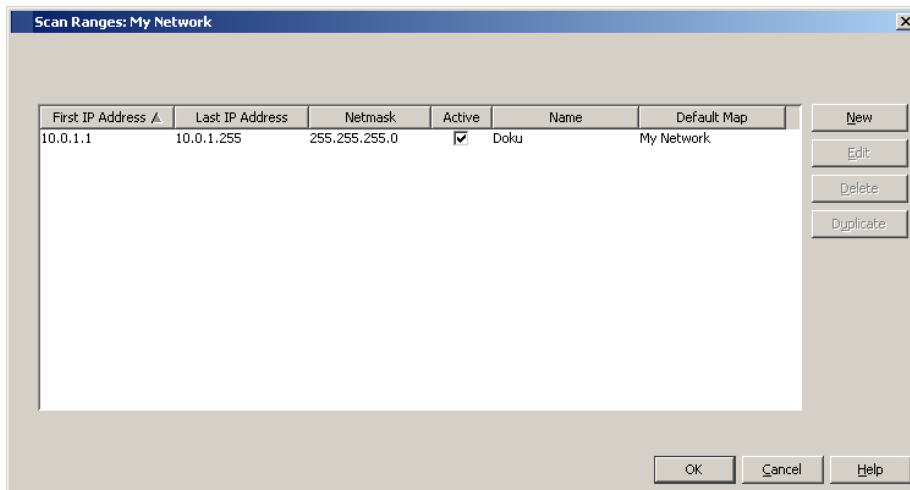 Scan Ranges: My Network
First IP Address Last IP Address Netmask Active Name Default Map
10.0.1.1 10.0.1.255 255.255.255.0 Doku My Network
New
Edit
Delete
Duplicate
OK Cancel Help